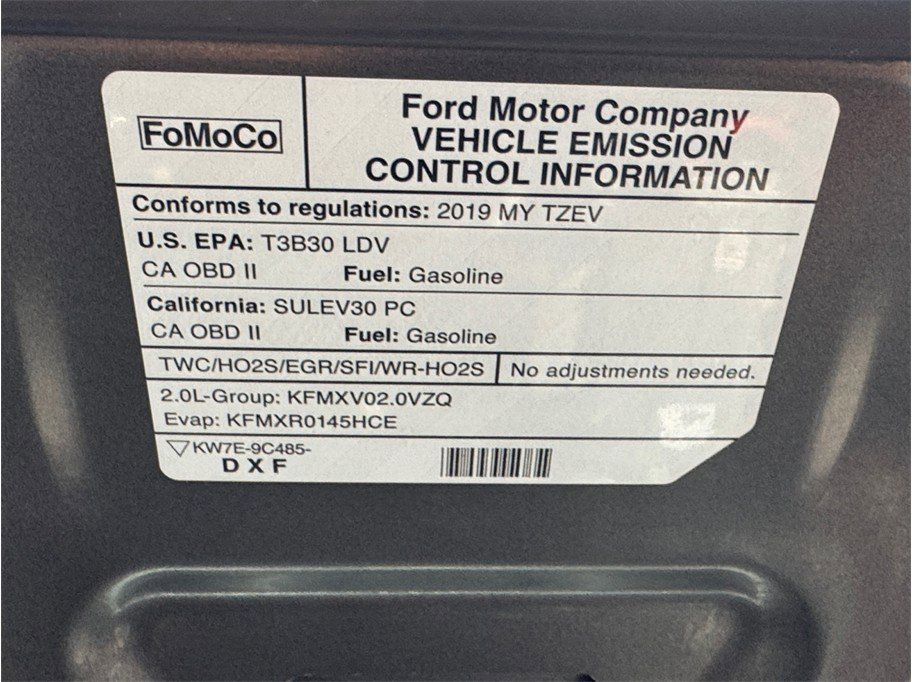 FoMoCo
Ford Motor Company
VEHICLE EMISSION
CONTROL INFORMATION
Conforms to regulations: 2019 MY TZEV
U.S. EPA: T3B30 LDV
CA OBD II Fuel: Gasoline
California: SULEV30 PC
CA OBD II Fuel: Gasoline
TWC/HO2S/EGR/SFI/WR-HO2S No adjustments needed.
2.0L-Group: KFMXV02.0VZQ
Evap: KFMXR0145HCE
KW7E-9C485-
DXF